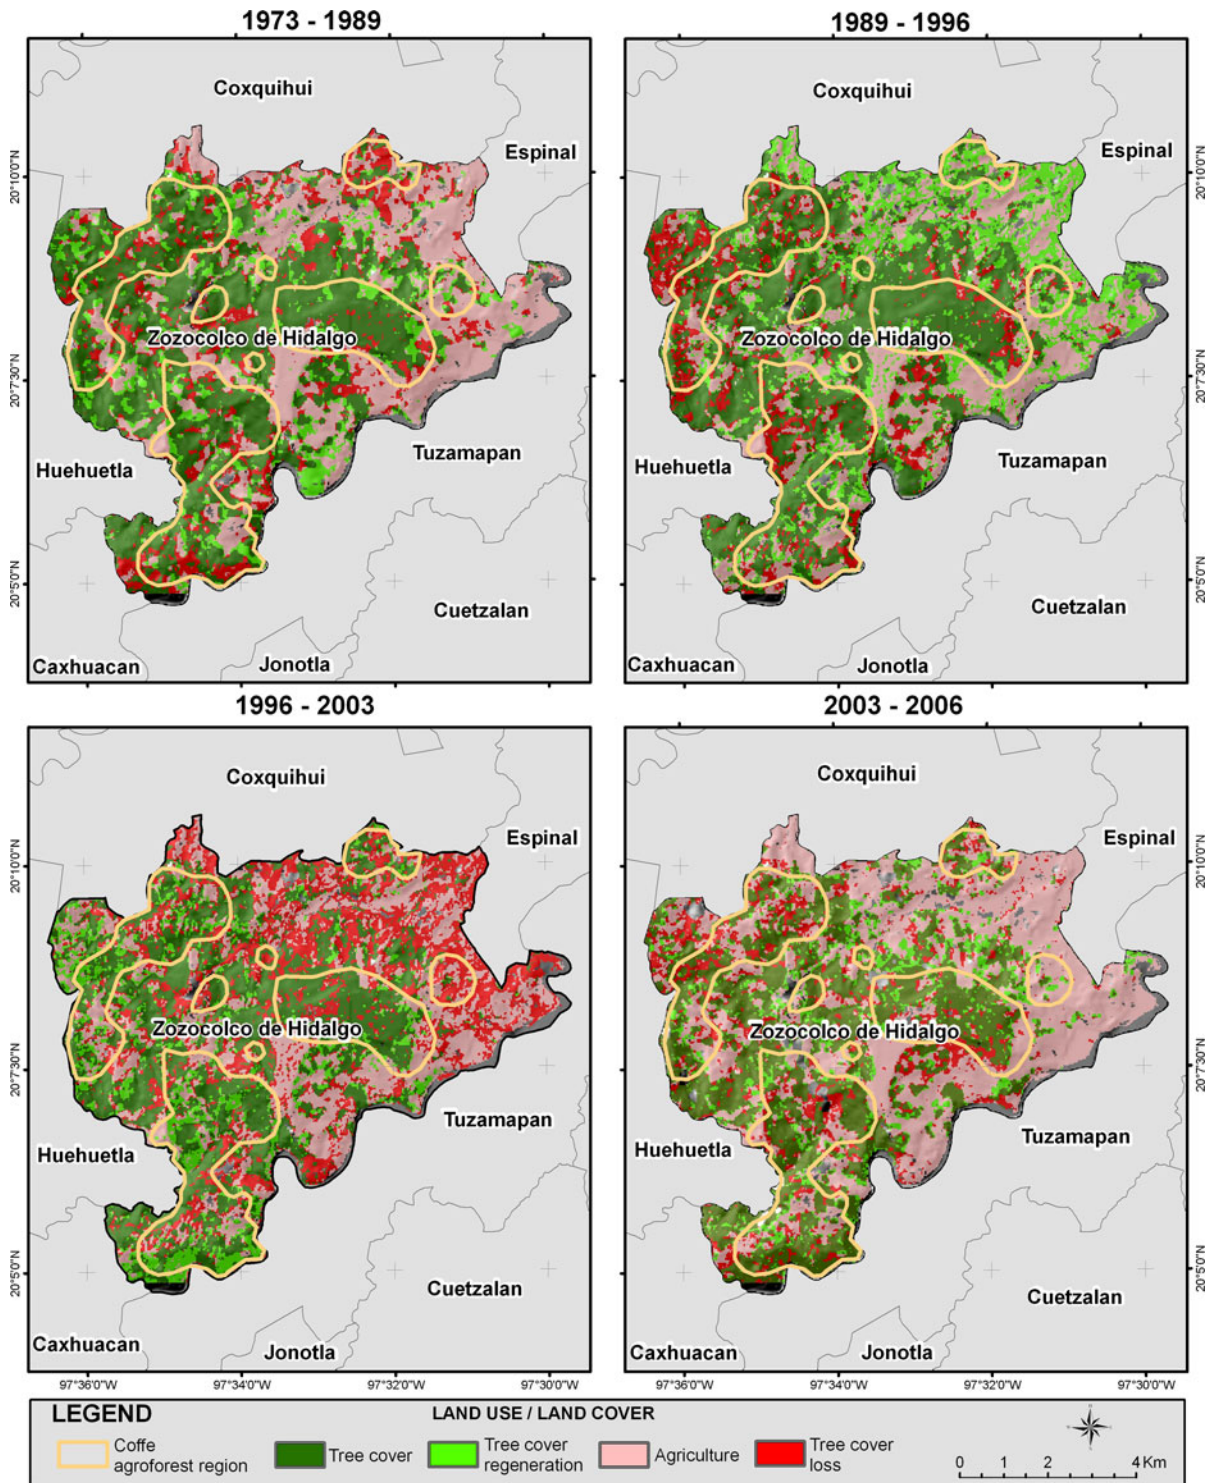 1973 - 1989
1989 - 1996
Coxquihui
Espinal
Zozocolco de Hidalgo
Huehuetla
Tuzamapan
Cuetzalan
Caxhuacan
Jonotla
20°10'0"N
20°7'30"N
20°5'0"N
Coxquihui
Espinal
Zozocolco de Hidalgo
Huehuetla
Tuzamapan
Cuetzalan
Caxhuacan
Jonotla
20°10'0"N
20°7'30"N
20°5'0"N
1996 - 2003
2003 - 2006
Coxquihui
Espinal
Zozocolco de Hidalgo
Huehuetla
Tuzamapan
Cuetzalan
Caxhuacan
Jonotla
20°10'0"N
20°7'30"N
20°5'0"N
97°36'0"W
97°34'0"W
97°32'0"W
97°30'0"W
Coxquihui
Espinal
Zozocolco de Hidalgo
Huehuetla
Tuzamapan
Cuetzalan
Caxhuacan
Jonotla
20°10'0"N
20°7'30"N
20°5'0"N
97°36'0"W
97°34'0"W
97°32'0"W
97°30'0"W
LEGEND
LAND USE / LAND COVER
Coffe
agroforest region
Tree cover
Tree cover
regeneration
Agriculture
Tree cover
loss
0 1 2 4 Km